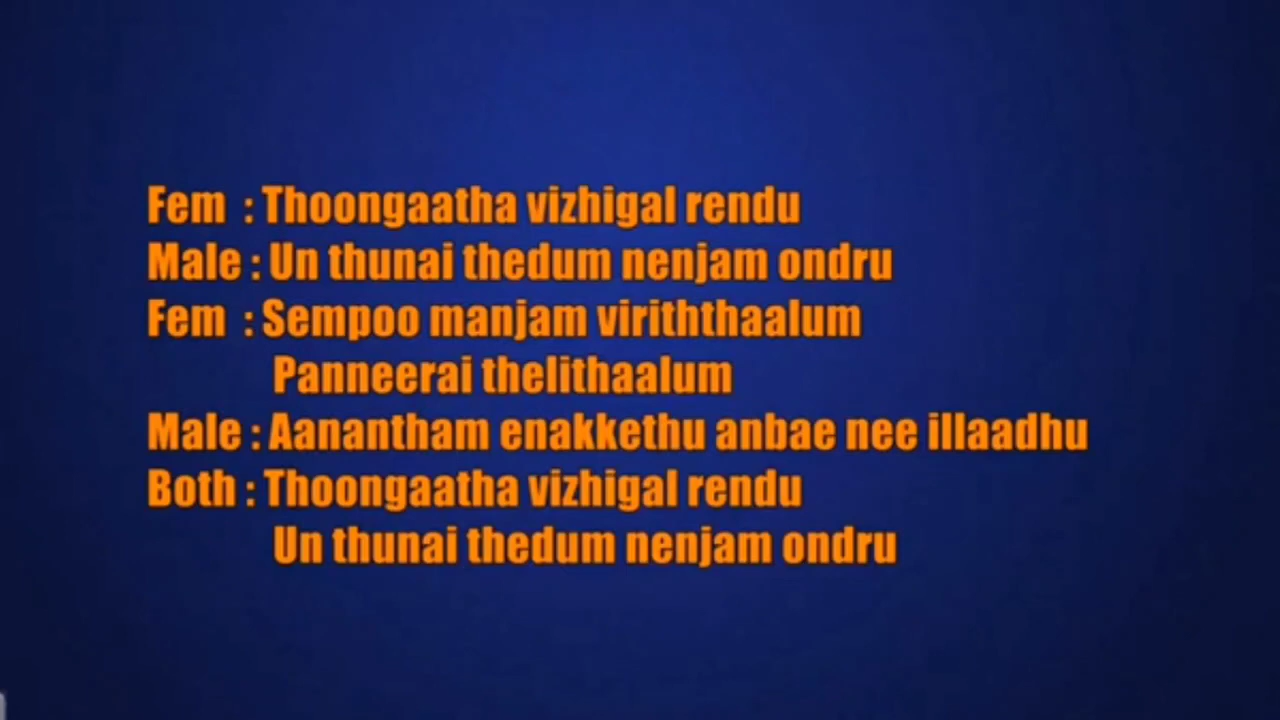 Fem : Thoongaatha vizhigal rendu
Male : Un thunai thedum nenjam ondru
Fem : Sempoo manjam viriththaalum
Panneerai thelithaalum
Male : Aanantham enakkethu anbae nee illaadhu
Both : Thoongaatha vizhigal rendu
Un thunai thedum nenjam ondru